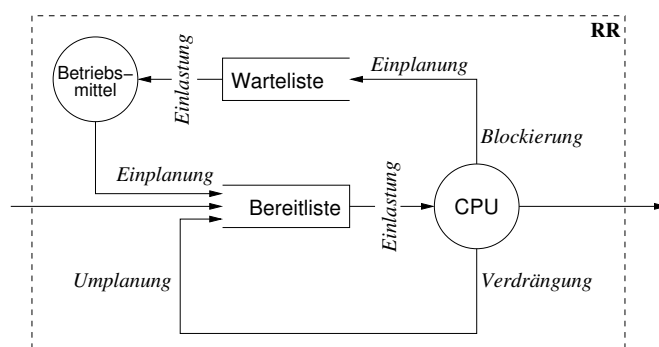 RR
Betriebs–
mittel
Einlastung
Warteliste
Einplanung
Blockierung
Einplanung
Bereitliste
Einlastung
CPU
Umplanung
Verdrängung